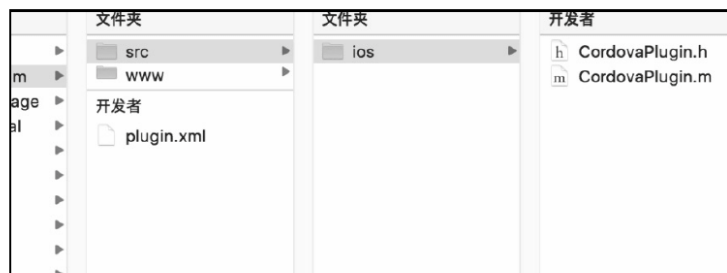 文件夹
文件夹
开发者
src
ios
h CordovaPlugin.h
m
www
m CordovaPlugin.m
age
开发者
al
plugin.xml